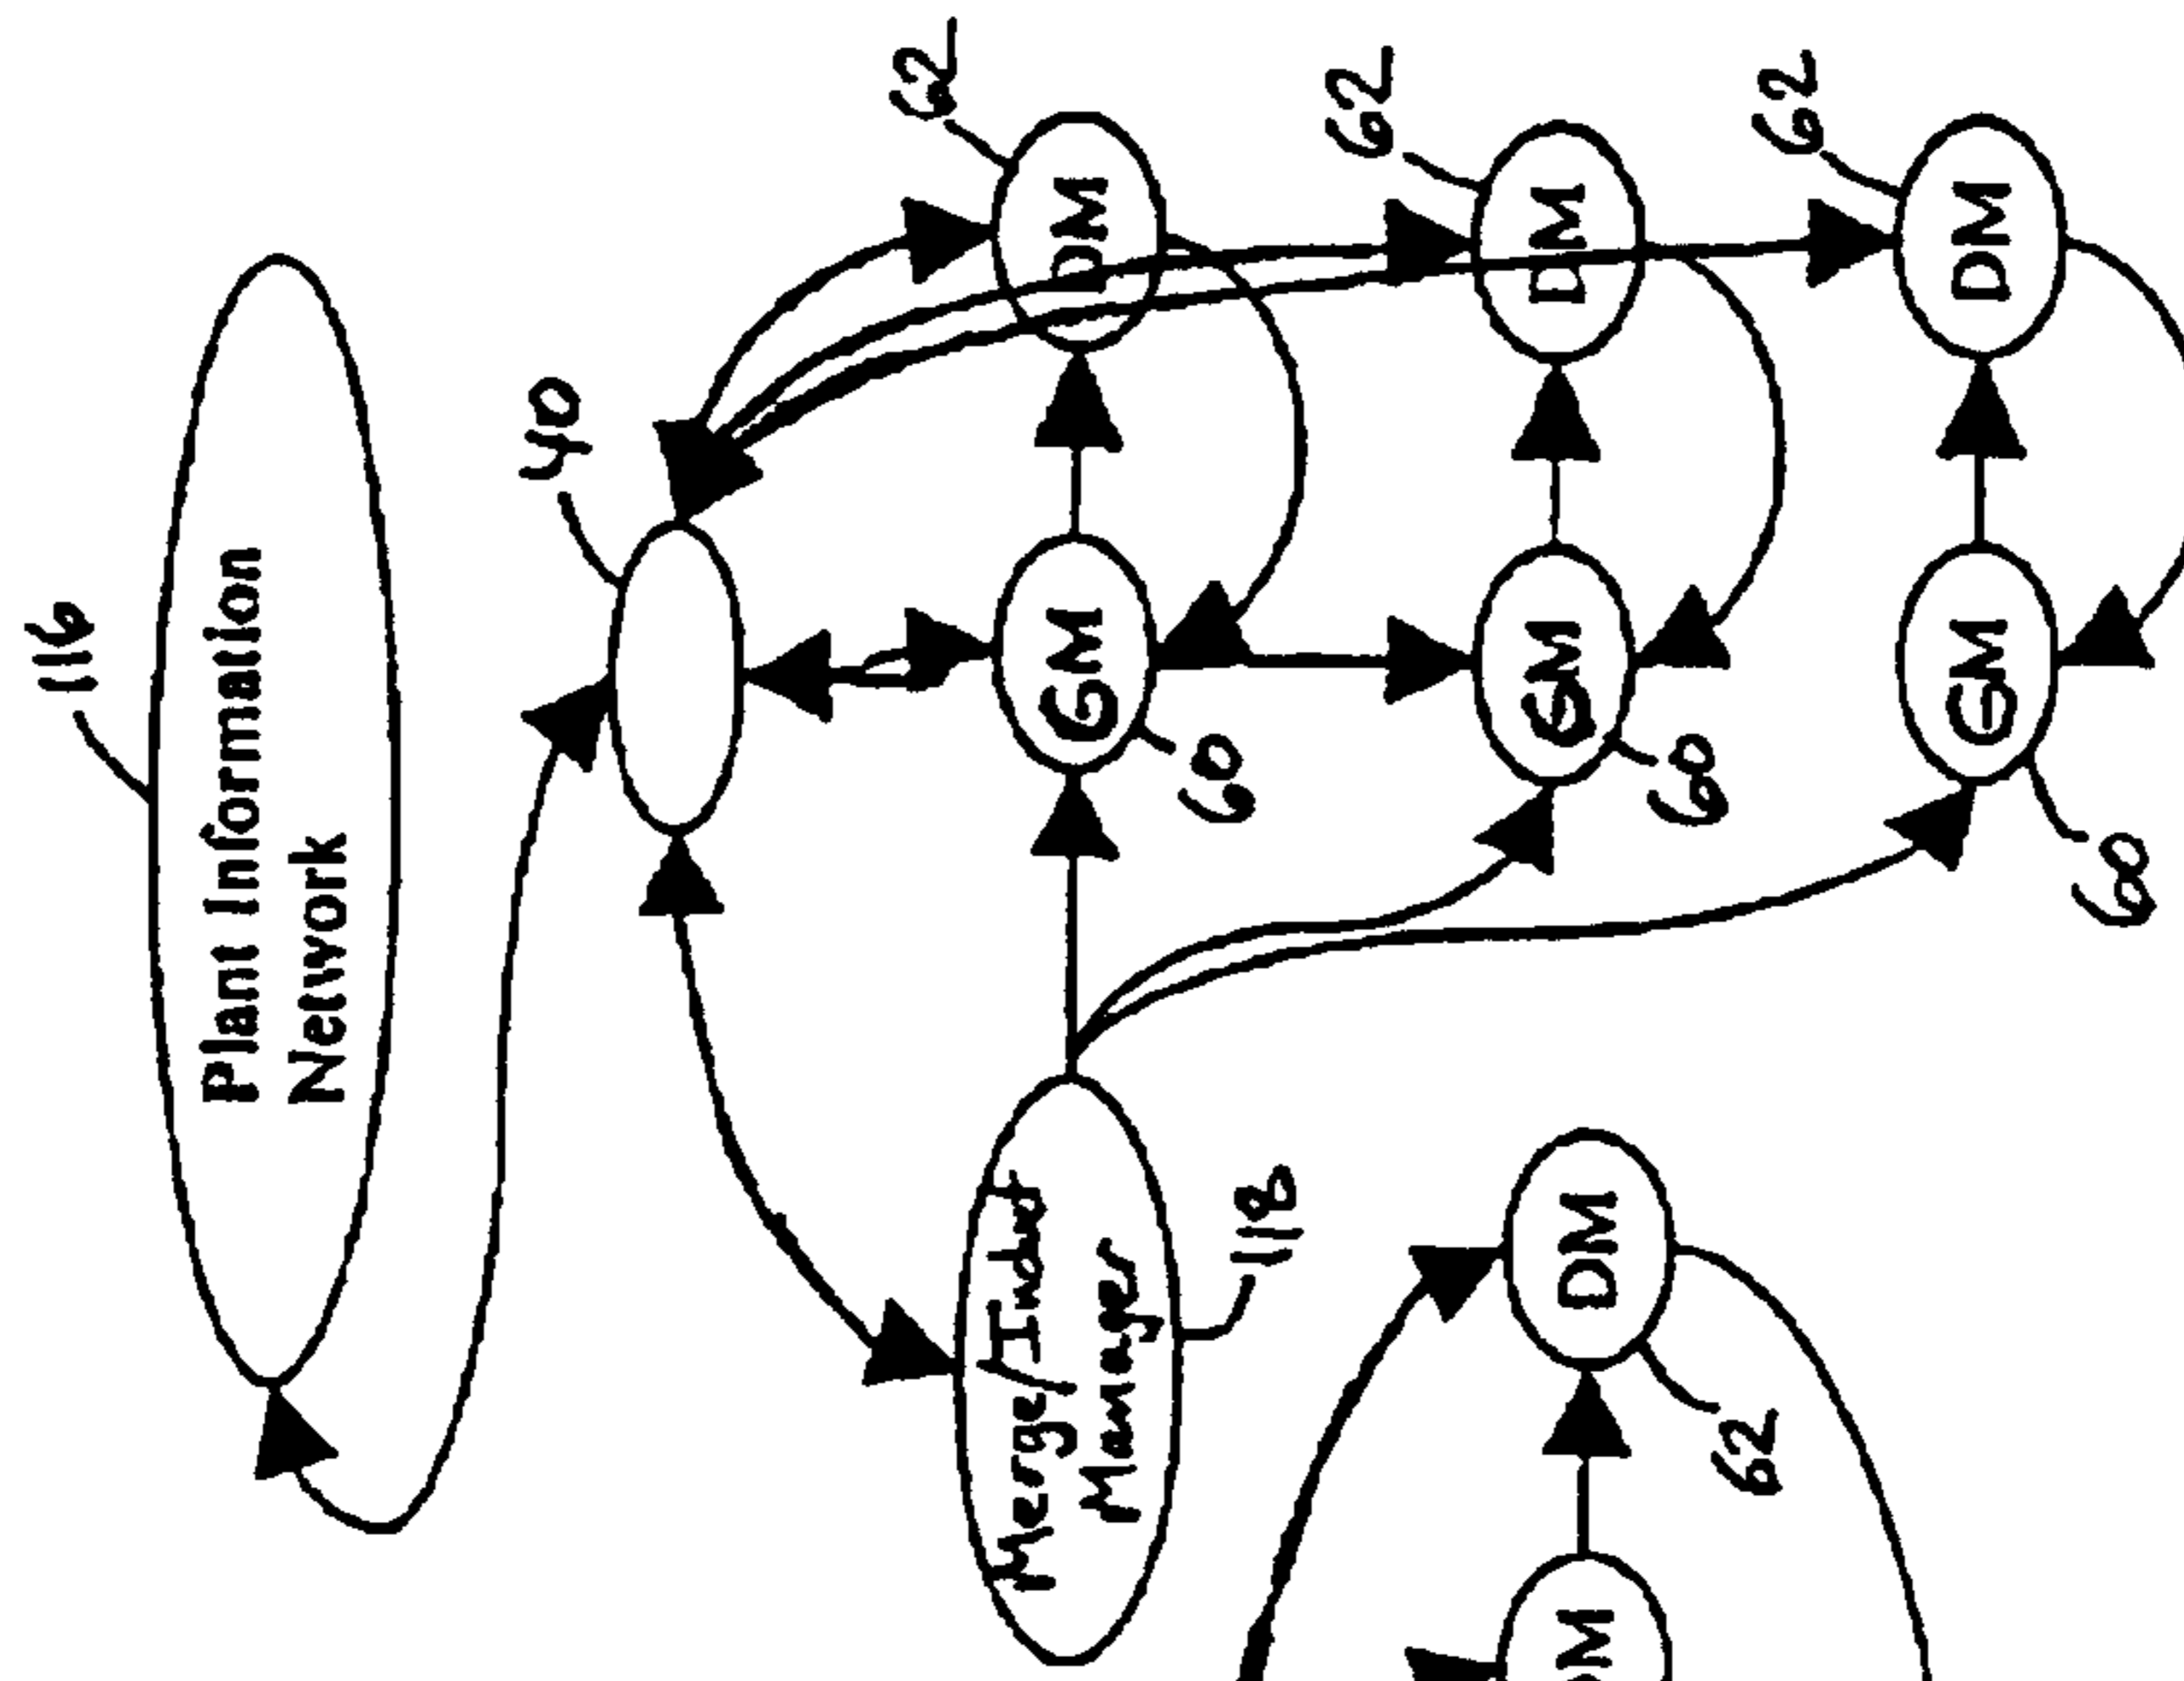 116
Plant Information
Network
40
62
Merge/Index
Manager
GM
DM
60
118
62
GM
DM
DM
60
62
62
GM
DM
60